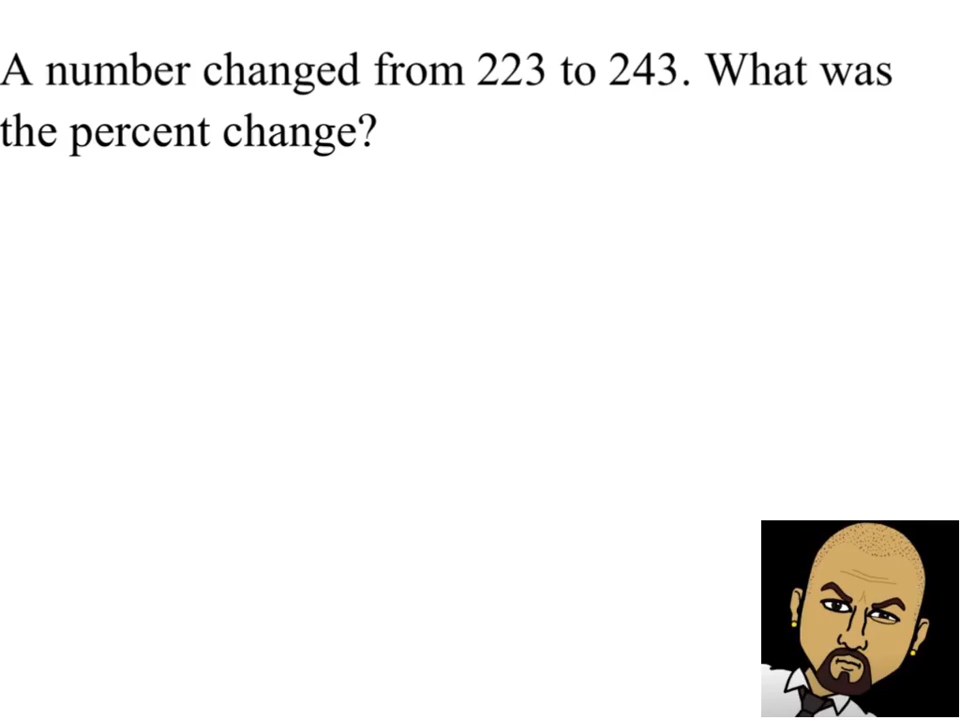 A number changed from 223 to 243. What was
the percent change?